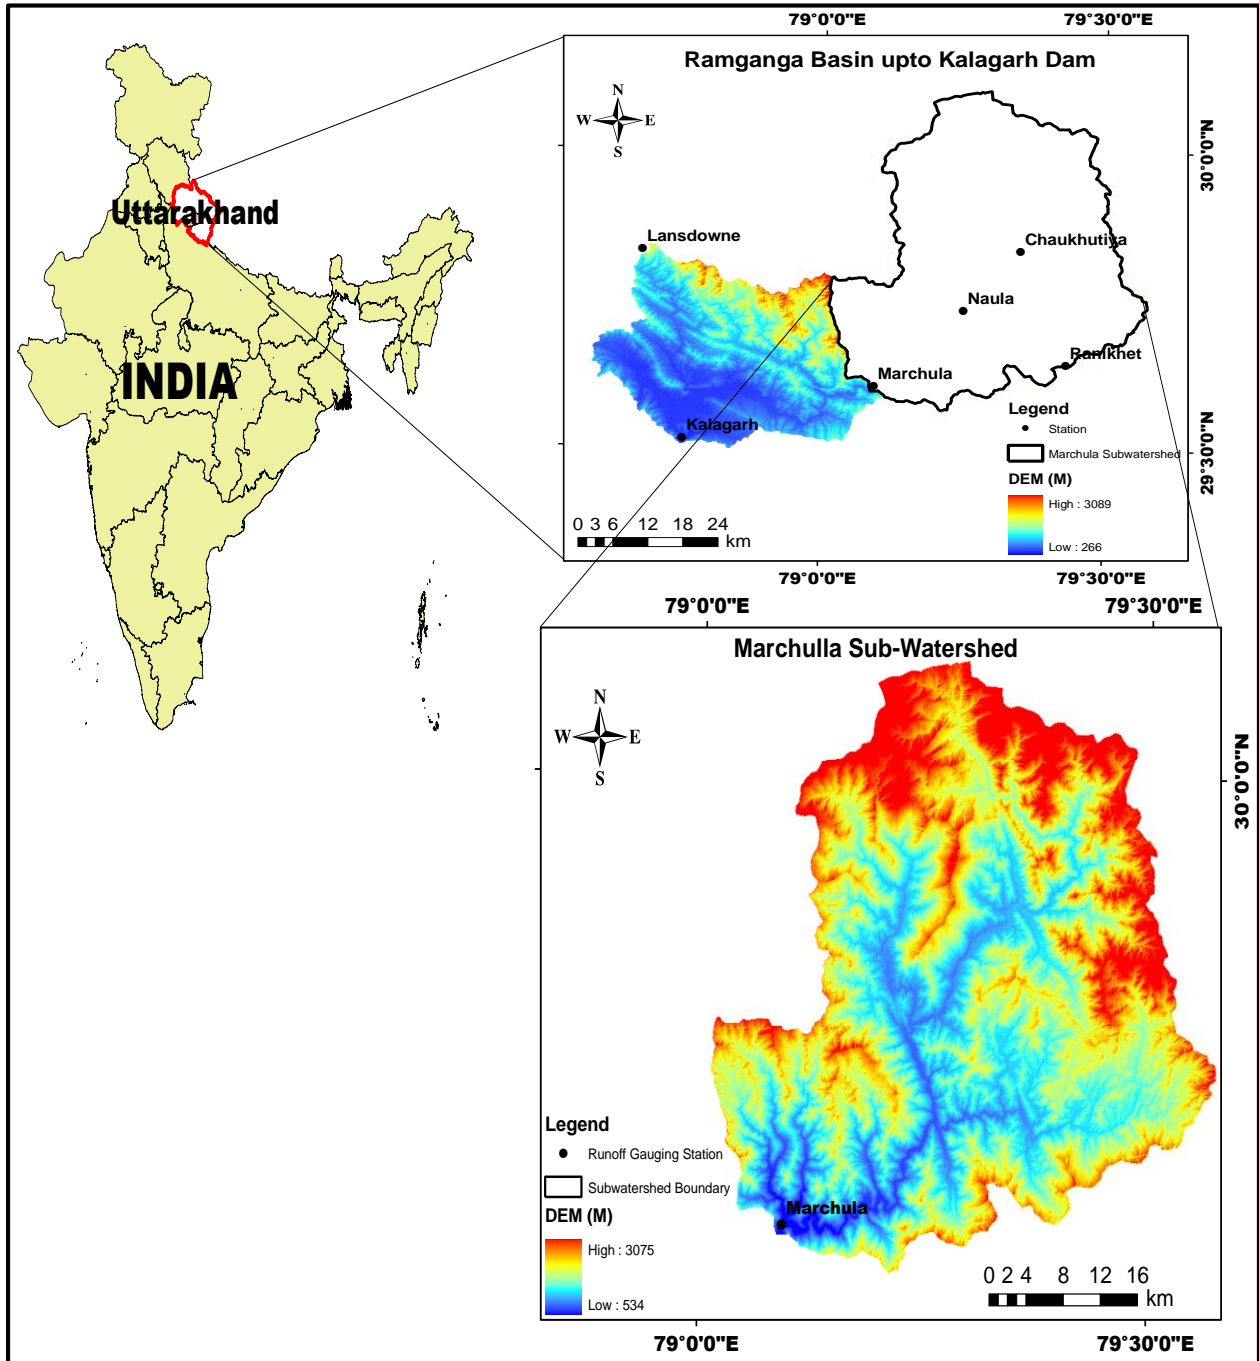 Uttarakhand
INDIA
79°0'0"E
79°30'0"E
Ramganga Basin upto Kalagarh Dam
N
W
E
S
30°0'0"N
Lansdowne
Chaukhutiya
Naula
Ranikhet
Marchula
Kalagarh
Legend
Station
Marchula Subwatershed
29°30'0"N
DEM (M)
High : 3089
Low : 266
0 3 6 12 18 24
km
79°0'0"E
79°30'0"E
79°0'0"E
79°30'0"E
Marchulla Sub-Watershed
N
W
E
S
30°0'0"N
Legend
Runoff Gauging Station
Subwatershed Boundary
DEM (M)
High : 3075
Low : 534
Marchula
0 2 4 8 12 16
km
79°0'0"E
79°30'0"E